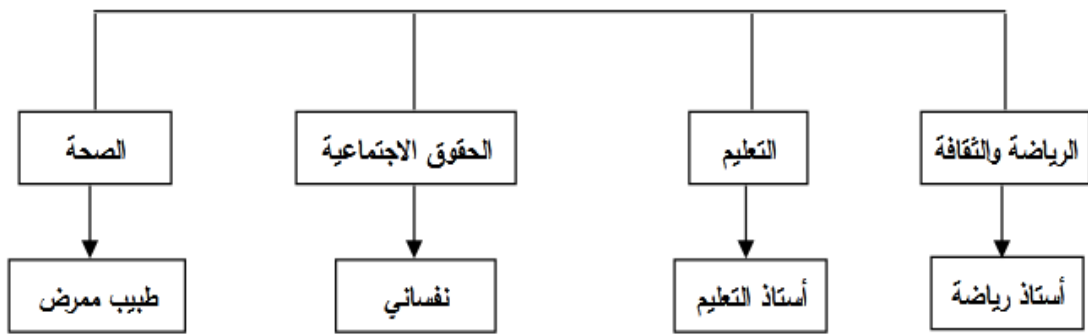 الرياضة والثقافة
التعليم
الحقوق الاجتماعية
الصحة
أستاذ رياضة
أستاذ التعليم
نفساني
طبيب ممرض